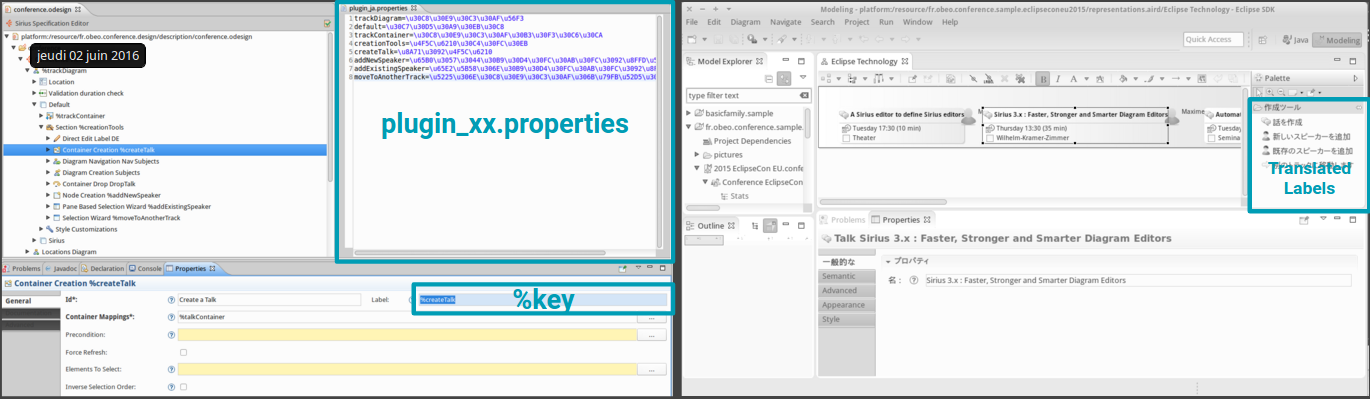 conference.odesign
Sirius Specification Editor
platform:/resource/fr.obeo.conference.design/description/conference.odesign
jeudi 02 juin 2016
%trackDiagram
Location
Validation duration check
Default
%trackContainer
Section %creationTools
Direct Edit Label DE
Container Creation %createTalk
Diagram Navigation Nav Subjects
Diagram Creation Subjects
Container Drop DropTalk
Node Creation %addNewSpeaker
Pane Based Selection Wizard %addExistingSpeaker
Selection Wizard %moveToAnotherTrack
Style Customizations
Sirius
Locations Diagram
plugin_ja.properties
1 trackDiagram=\u30C8\u30E9\u30C3\u30AF\u56F3
2 default=\u30C7\u30D5\u30A9\u30EB\u30C8
3 trackContainer=\u30C8\u30E9\u30C3\u30AF\u30B3\u30F3\u30C6\u30CA
4 creationTools=\u4F5C\u6210\u30C4\u30FC\u30EB
5 createTalk=\u8A71\u3092\u4F5C\u6210
6 addNewSpeaker=\u65B0\u3057\u3044\u30B9\u30D4\u30FC\u30AB\u30FC\u3092\u8FFD\u5
7 addExistingSpeaker=\u65E2\u5B58\u306E\u30B9\u30D4\u30FC\u30AB\u30FC\u3092\u8F
8 moveToAnotherTrack=\u5225\u306E\u30C8\u30E9\u30C3\u30AF\u306B\u79FB\u52D5\u30
plugin_xx.properties
Problems Javadoc Declaration Console Properties
Container Creation %createTalk
General
Id*: Create a Talk Label: %createTalk
%key
Container Mappings*: %talkContainer ...
Precondition: ...
Force Refresh:
Elements To Select: ...
Inverse Selection Order:
Modeling - platform:/resource/fr.obeo.conference.sample.eclipseconeu2015/representations.aird/Eclipse Technology - Eclipse SDK
File Edit Diagram Navigate Search Project Run Window Help
Quick Access Java Modeling
Model Explorer
type filter text
basicfamily.sample
fr.obeo.conference.sample.
Project Dependencies
pictures
2015 EclipseCon EU.confe
Conference EclipseCon
Stats
Outline
Eclipse Technology
A Sirius editor to define Sirius editors
Tuesday 17:30 (10 min)
Theater
Sirius 3.x : Faster, Stronger and Smarter Diagram Editors
Thursday 13:30 (35 min)
Wilhelm-Kramer-Zimmer
Maxime
Automa
Tuesday
Semina
Palette
作成ツール
話を作成
新しいスピーカーを追加
既存のスピーカーを追加
Translated
Labels
Problems Properties
Talk Sirius 3.x : Faster, Stronger and Smarter Diagram Editors
一般的な
Semantic
Advanced
Appearance
Style
プロパティ
名 : Sirius 3.x : Faster, Stronger and Smarter Diagram Editors